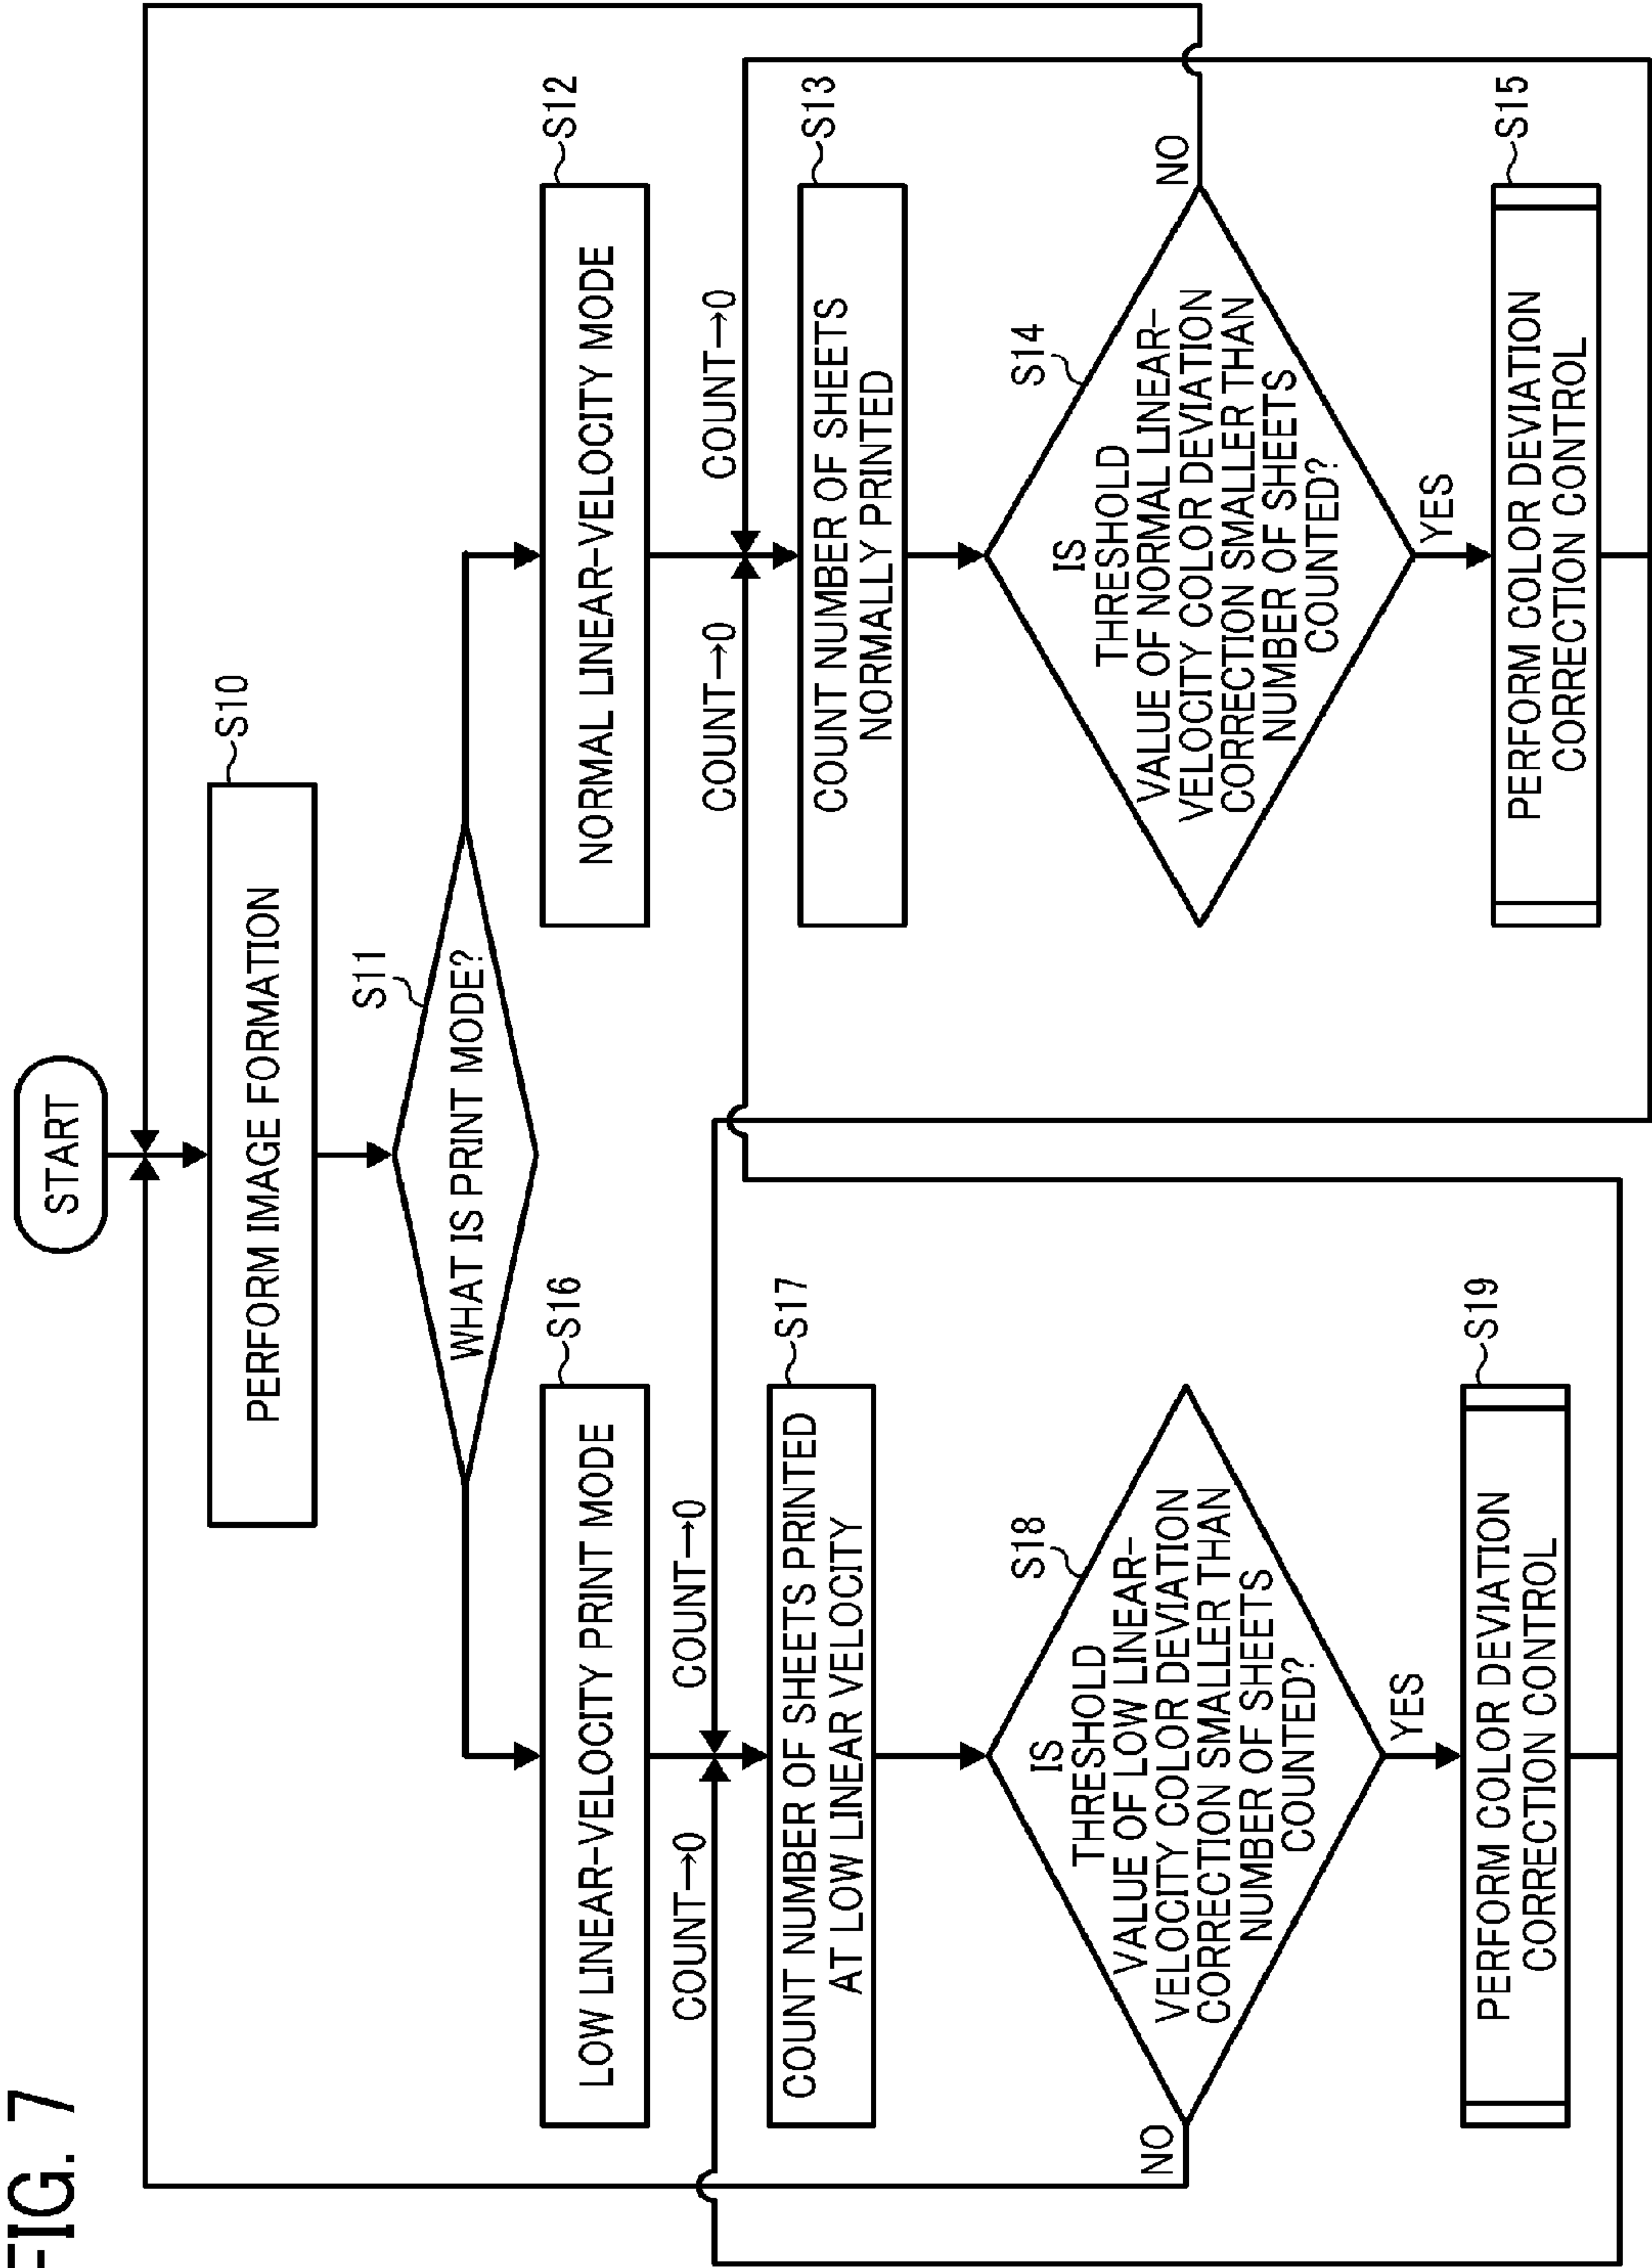 FIG. 7
START
PERFORM IMAGE FORMATION
S10
WHAT IS PRINT MODE?
S11
LOW LINEAR-VELOCITY PRINT MODE
S16
NORMAL LINEAR-VELOCITY MODE
S12
COUNT→0
COUNT→0
COUNT→0
COUNT→0
COUNT NUMBER OF SHEETS PRINTED
AT LOW LINEAR VELOCITY
S17
COUNT NUMBER OF SHEETS
NORMALLY PRINTED
S13
S18
IS
THRESHOLD
VALUE OF LOW LINEAR-
VELOCITY COLOR DEVIATION
CORRECTION SMALLER THAN
NUMBER OF SHEETS
COUNTED?
NO
YES
S14
IS
THRESHOLD
VALUE OF NORMAL LINEAR-
VELOCITY COLOR DEVIATION
CORRECTION SMALLER THAN
NUMBER OF SHEETS
COUNTED?
NO
YES
PERFORM COLOR DEVIATION
CORRECTION CONTROL
S19
PERFORM COLOR DEVIATION
CORRECTION CONTROL
S15